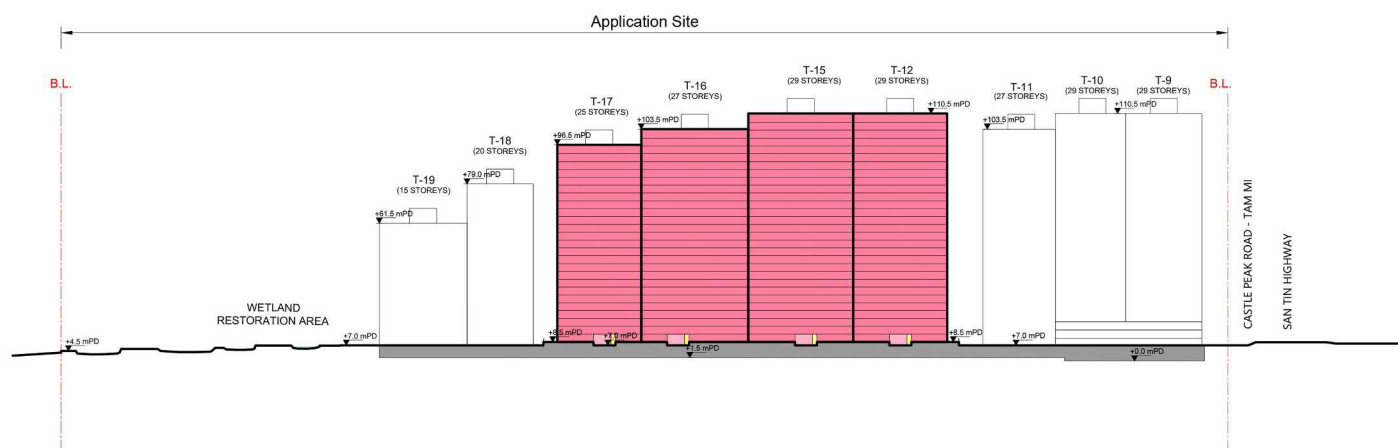 Application Site
B.L.
B.L.
T-15
(29 STOREYS)
T-12
(29 STOREYS)
T-16
(27 STOREYS)
T-10
(29 STOREYS)
T-9
(29 STOREYS)
T-11
(27 STOREYS)
T-17
(25 STOREYS)
+110.5 mPD
+110.5 mPD
+103.5 mPD
+103.5 mPD
+96.5 mPD
T-18
(20 STOREYS)
+79.0 mPD
T-19
(15 STOREYS)
+61.5 mPD
WETLAND
RESTORATION AREA
CASTLE PEAK ROAD - TAM MI
SAN TIN HIGHWAY
+4.5 mPD
+7.0 mPD
+8.5 mPD
+7.0 mPD
+8.5 mPD
+7.0 mPD
+1.5 mPD
+0.0 mPD